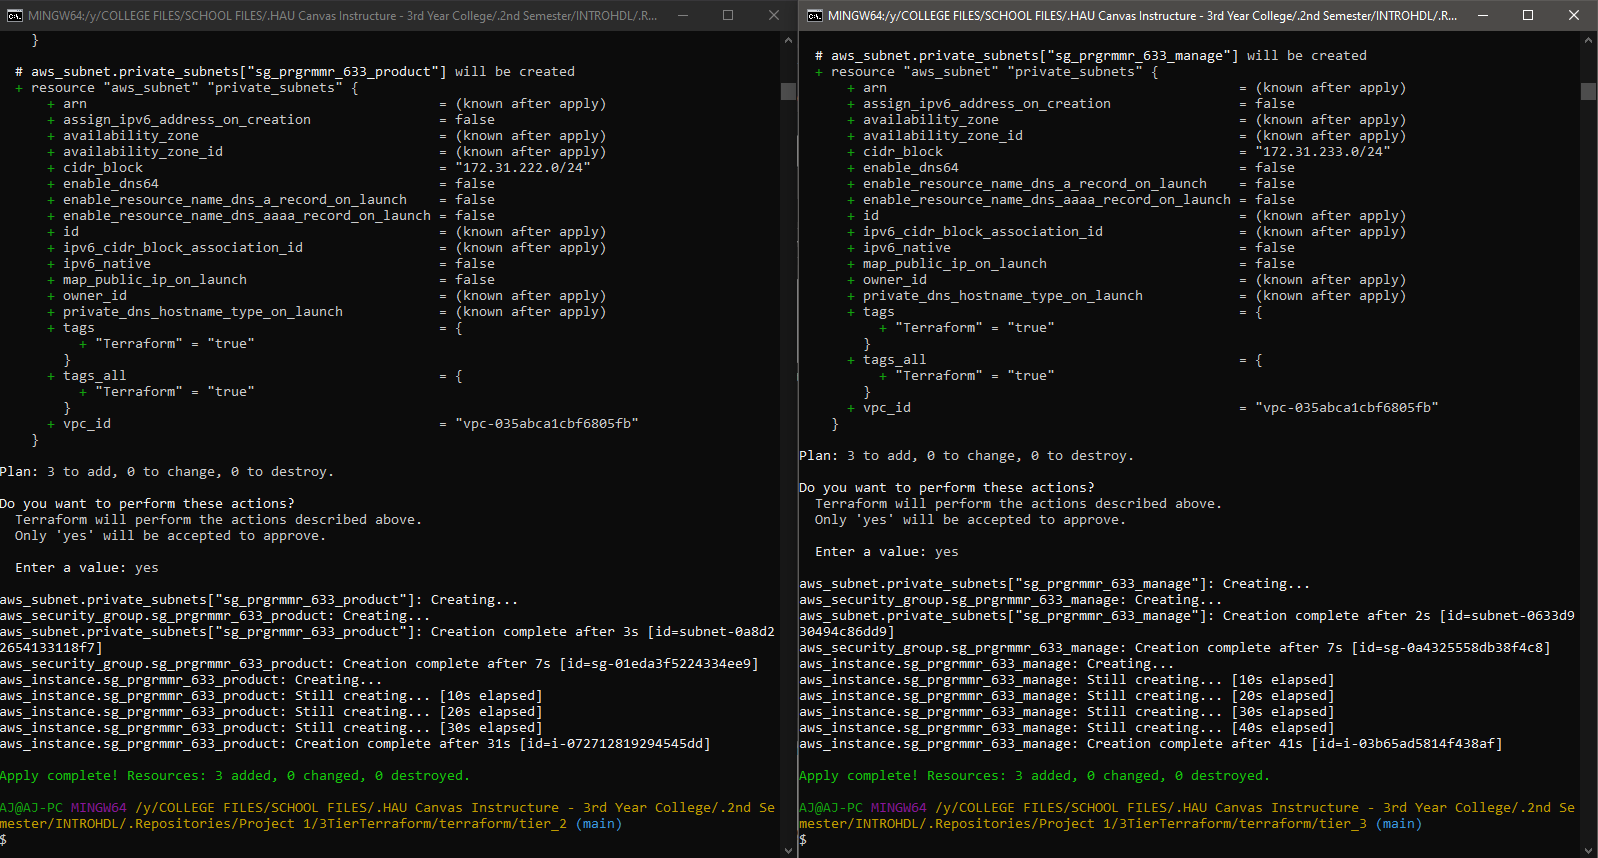 MINGW64:/y/COLLEGE FILES/SCHOOL FILES/.HAU Canvas Instructure - 3rd Year College/.2nd Semester/INTROHDL/.R...
}
# aws_subnet.private_subnets["sg_prgrmmr_633_product"] will be created
+ resource "aws_subnet" "private_subnets" {
+ arn = (known after apply)
+ assign_ipv6_address_on_creation = false
+ availability_zone = (known after apply)
+ availability_zone_id = (known after apply)
+ cidr_block = "172.31.222.0/24"
+ enable_dns64 = false
+ enable_resource_name_dns_a_record_on_launch = false
+ enable_resource_name_dns_aaaa_record_on_launch = false
+ id = (known after apply)
+ ipv6_cidr_block_association_id = (known after apply)
+ ipv6_native = false
+ map_public_ip_on_launch = false
+ owner_id = (known after apply)
+ private_dns_hostname_type_on_launch = (known after apply)
+ tags = {
+ "Terraform" = "true"
}
+ tags_all = {
+ "Terraform" = "true"
}
+ vpc_id = "vpc-035abca1cbf6805fb"
}
Plan: 3 to add, 0 to change, 0 to destroy.
Do you want to perform these actions?
Terraform will perform the actions described above.
Only 'yes' will be accepted to approve.
Enter a value: yes
aws_subnet.private_subnets["sg_prgrmmr_633_product"]: Creating...
aws_security_group.sg_prgrmmr_633_product: Creating...
aws_subnet.private_subnets["sg_prgrmmr_633_product"]: Creation complete after 3s [id=subnet-0a8d2
2654133118f7]
aws_security_group.sg_prgrmmr_633_product: Creation complete after 7s [id=sg-01eda3f5224334ee9]
aws_instance.sg_prgrmmr_633_product: Creating...
aws_instance.sg_prgrmmr_633_product: Still creating... [10s elapsed]
aws_instance.sg_prgrmmr_633_product: Still creating... [20s elapsed]
aws_instance.sg_prgrmmr_633_product: Still creating... [30s elapsed]
aws_instance.sg_prgrmmr_633_product: Creation complete after 31s [id=i-072712819294545dd]
Apply complete! Resources: 3 added, 0 changed, 0 destroyed.
AJ@AJ-PC MINGW64 /y/COLLEGE FILES/SCHOOL FILES/.HAU Canvas Instructure - 3rd Year College/.2nd Se
mester/INTROHDL/.Repositories/Project 1/3TierTerraform/terraform/tier_2 (main)
$
MINGW64:/y/COLLEGE FILES/SCHOOL FILES/.HAU Canvas Instructure - 3rd Year College/.2nd Semester/INTROHDL/.R...
# aws_subnet.private_subnets["sg_prgrmmr_633_manage"] will be created
+ resource "aws_subnet" "private_subnets" {
+ arn = (known after apply)
+ assign_ipv6_address_on_creation = false
+ availability_zone = (known after apply)
+ availability_zone_id = (known after apply)
+ cidr_block = "172.31.233.0/24"
+ enable_dns64 = false
+ enable_resource_name_dns_a_record_on_launch = false
+ enable_resource_name_dns_aaaa_record_on_launch = false
+ id = (known after apply)
+ ipv6_cidr_block_association_id = (known after apply)
+ ipv6_native = false
+ map_public_ip_on_launch = false
+ owner_id = (known after apply)
+ private_dns_hostname_type_on_launch = (known after apply)
+ tags = {
+ "Terraform" = "true"
}
+ tags_all = {
+ "Terraform" = "true"
}
+ vpc_id = "vpc-035abca1cbf6805fb"
}
Plan: 3 to add, 0 to change, 0 to destroy.
Do you want to perform these actions?
Terraform will perform the actions described above.
Only 'yes' will be accepted to approve.
Enter a value: yes
aws_subnet.private_subnets["sg_prgrmmr_633_manage"]: Creating...
aws_security_group.sg_prgrmmr_633_manage: Creating...
aws_subnet.private_subnets["sg_prgrmmr_633_manage"]: Creation complete after 2s [id=subnet-0633d9
30494c86dd9]
aws_security_group.sg_prgrmmr_633_manage: Creation complete after 7s [id=sg-0a4325558db38f4c8]
aws_instance.sg_prgrmmr_633_manage: Creating...
aws_instance.sg_prgrmmr_633_manage: Still creating... [10s elapsed]
aws_instance.sg_prgrmmr_633_manage: Still creating... [20s elapsed]
aws_instance.sg_prgrmmr_633_manage: Still creating... [30s elapsed]
aws_instance.sg_prgrmmr_633_manage: Still creating... [40s elapsed]
aws_instance.sg_prgrmmr_633_manage: Creation complete after 41s [id=i-03b65ad5814f438af]
Apply complete! Resources: 3 added, 0 changed, 0 destroyed.
AJ@AJ-PC MINGW64 /y/COLLEGE FILES/SCHOOL FILES/.HAU Canvas Instructure - 3rd Year College/.2nd Se
mester/INTROHDL/.Repositories/Project 1/3TierTerraform/terraform/tier_3 (main)
$